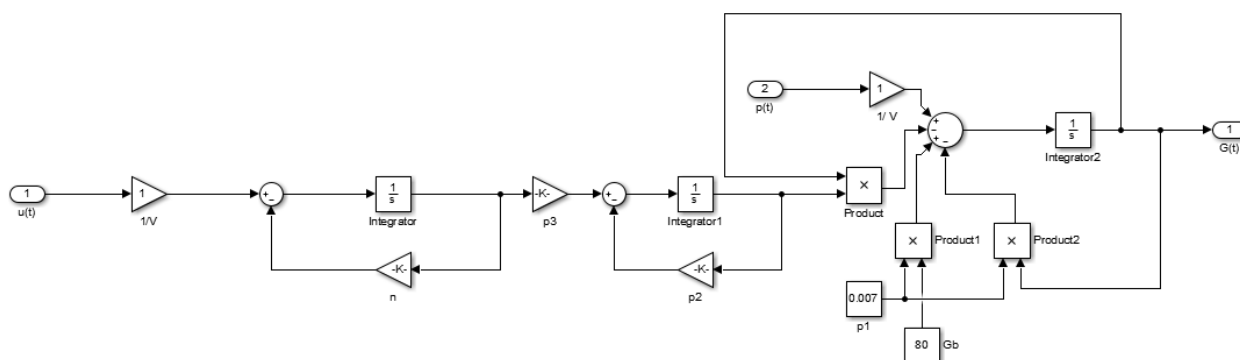 1
u(t)
1
1/V
+
−
1
s
Integrator
-K-
n
-K-
p3
+
−
1
s
Integrator1
-K-
p2
2
p(t)
1
1/ V
×
Product
+
−
+
−
1
s
Integrator2
1
G(t)
×
Product1
×
Product2
0.007
p1
80
Gb